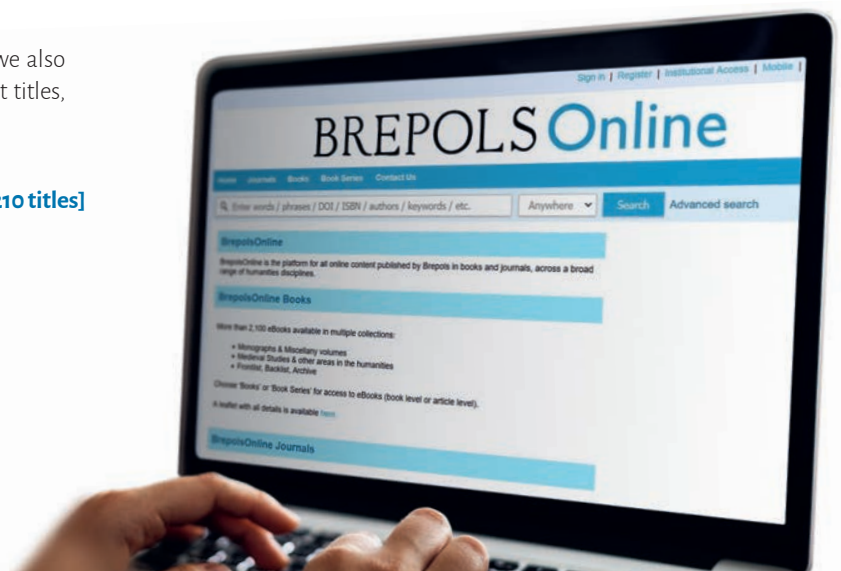 we also
t titles,
210 titles]
Sign in | Register | Institutional Access | Mobile |
BREPOLS Online
Home Journals Books Book Series Contact Us
Enter words / phrases / DOI / ISBN / authors / keywords / etc. Anywhere Search Advanced search
BrepolsOnline
BrepolsOnline is the platform for all online content published by Brepols in books and journals, across a broad
range of humanities disciplines.
BrepolsOnline Books
More than 2,100 eBooks available in multiple collections:
• Monographs & Miscellany volumes
• Medieval Studies & other areas in the humanities
• Frontlist, Backlist, Archive
Choose 'Books' or 'Book Series' for access to eBooks (book level or article level).
A leaflet with all details is available here.
BrepolsOnline Journals